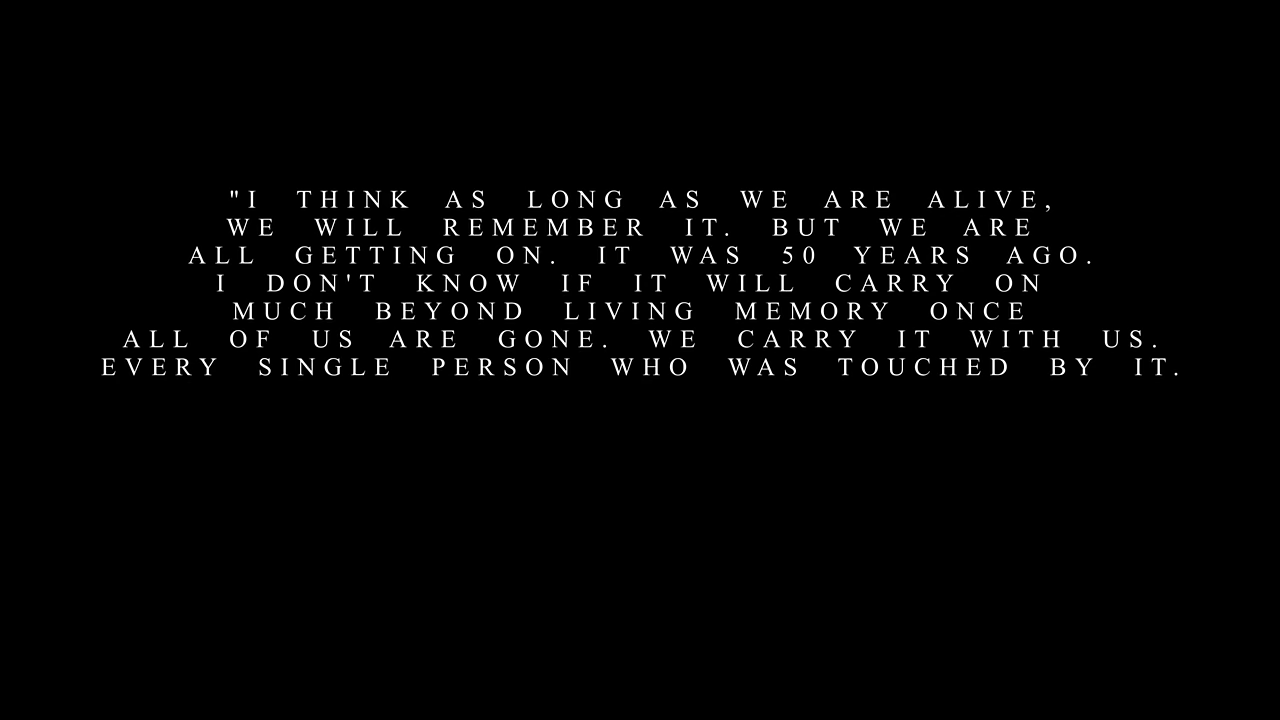 "I THINK AS LONG AS WE ARE ALIVE,
WE WILL REMEMBER IT. BUT WE ARE
ALL GETTING ON. IT WAS 50 YEARS AGO.
I DON'T KNOW IF IT WILL CARRY ON
MUCH BEYOND LIVING MEMORY ONCE
ALL OF US ARE GONE. WE CARRY IT WITH US.
EVERY SINGLE PERSON WHO WAS TOUCHED BY IT.